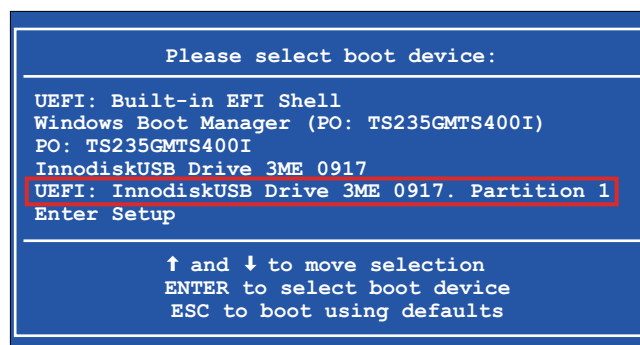 Please select boot device:
UEFI: Built-in EFI Shell
Windows Boot Manager (PO: TS235GMTS400I)
PO: TS235GMTS400I
InnodiskUSB Drive 3ME 0917
UEFI: InnodiskUSB Drive 3ME 0917. Partition 1
Enter Setup
↑ and ↓ to move selection
ENTER to select boot device
ESC to boot using defaults